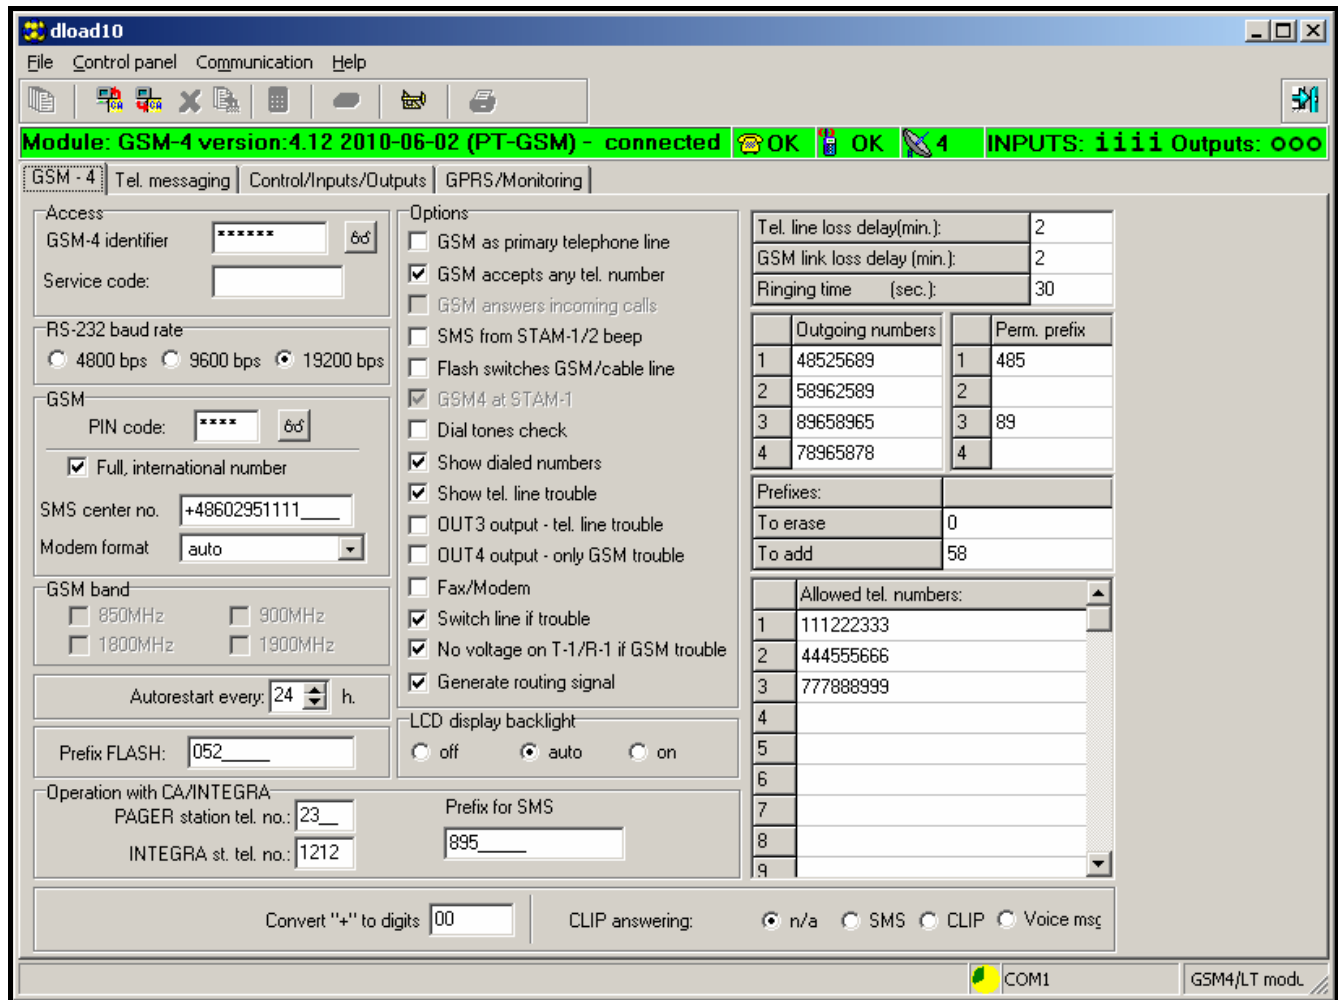 dload10
File Control panel Communication Help
Module: GSM-4 version:4.12 2010-06-02 (PT-GSM) - connected OK OK 4 INPUTS: iiii Outputs: ooo
GSM - 4 Tel. messaging Control/Inputs/Outputs GPRS/Monitoring
Access
GSM-4 identifier ******
Service code:
RS-232 baud rate
4800 bps 9600 bps 19200 bps
GSM
PIN code: ****
Full, international number
SMS center no. +48602951111____
Modem format auto
GSM band
850MHz 900MHz
1800MHz 1900MHz
Autorestart every: 24 h.
Prefix FLASH: 052_____
Options
GSM as primary telephone line
GSM accepts any tel. number
GSM answers incoming calls
SMS from STAM-1/2 beep
Flash switches GSM/cable line
GSM4 at STAM-1
Dial tones check
Show dialed numbers
Show tel. line trouble
OUT3 output - tel. line trouble
OUT4 output - only GSM trouble
Fax/Modem
Switch line if trouble
No voltage on T-1/R-1 if GSM trouble
Generate routing signal
LCD display backlight
off auto on
Operation with CA/INTEGRA
PAGER station tel. no.: 23__
INTEGRA st. tel. no.: 1212
Prefix for SMS
895_____
Tel. line loss delay(min.): 2
GSM link loss delay (min.): 2
Ringing time (sec.): 30
Outgoing numbers
1 48525689
2 58962589
3 89658965
4 78965878
Perm. prefix
1 485
2
3 89
4
Prefixes:
To erase 0
To add 58
Allowed tel. numbers:
1 111222333
2 444555666
3 777888999
4
5
6
7
8
9
Convert "+" to digits 00 CLIP answering: n/a SMS CLIP Voice msg
COM1 GSM4/LT modu